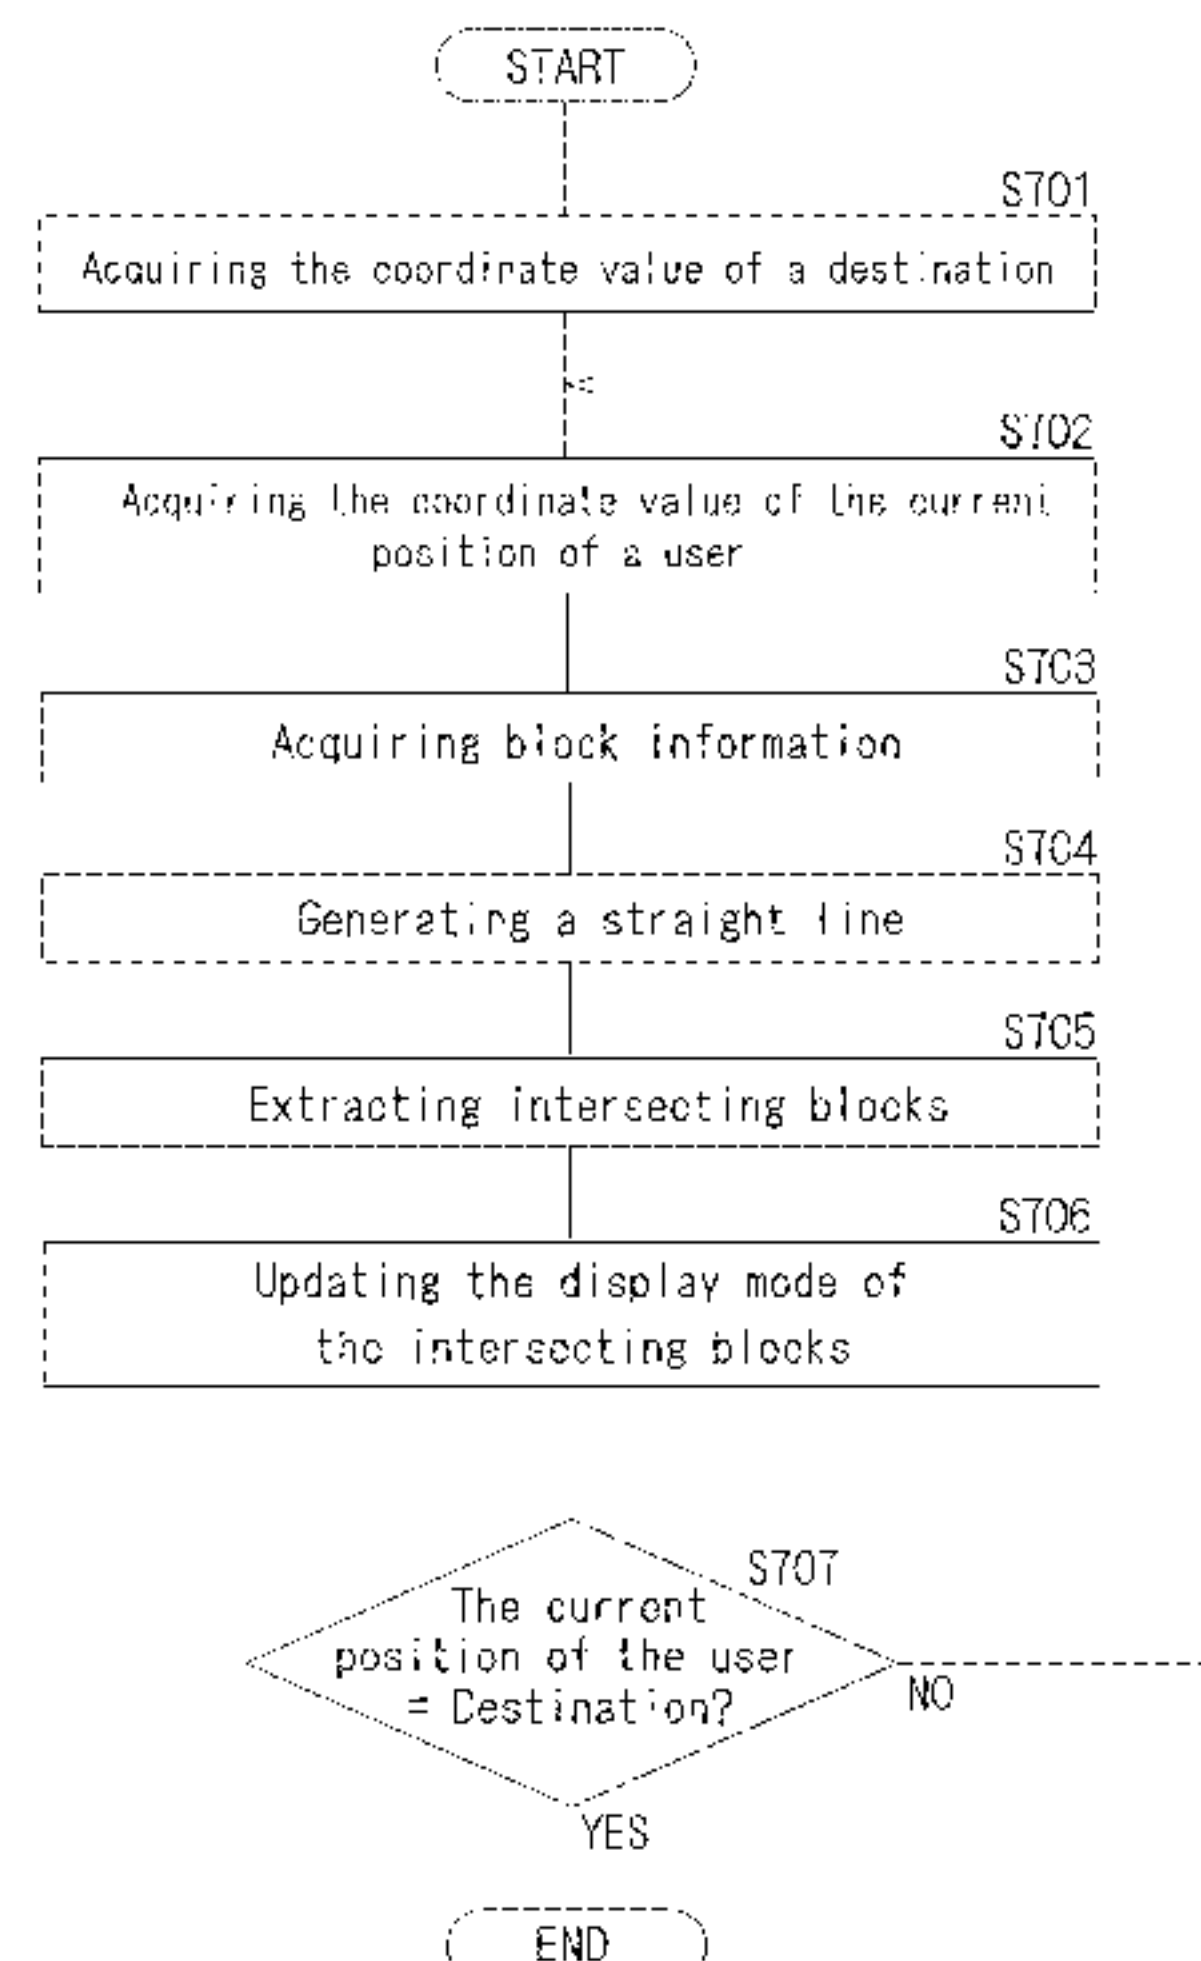 START
S701
Acquiring the coordinate value of a destination
S702
Acquiring the coordinate value of the current
position of a user
S703
Acquiring block information
S704
Generating a straight line
S705
Extracting intersecting blocks
S706
Updating the display mode of
the intersecting blocks
S707
The current
position of the user
= Destination?
NO
YES
END